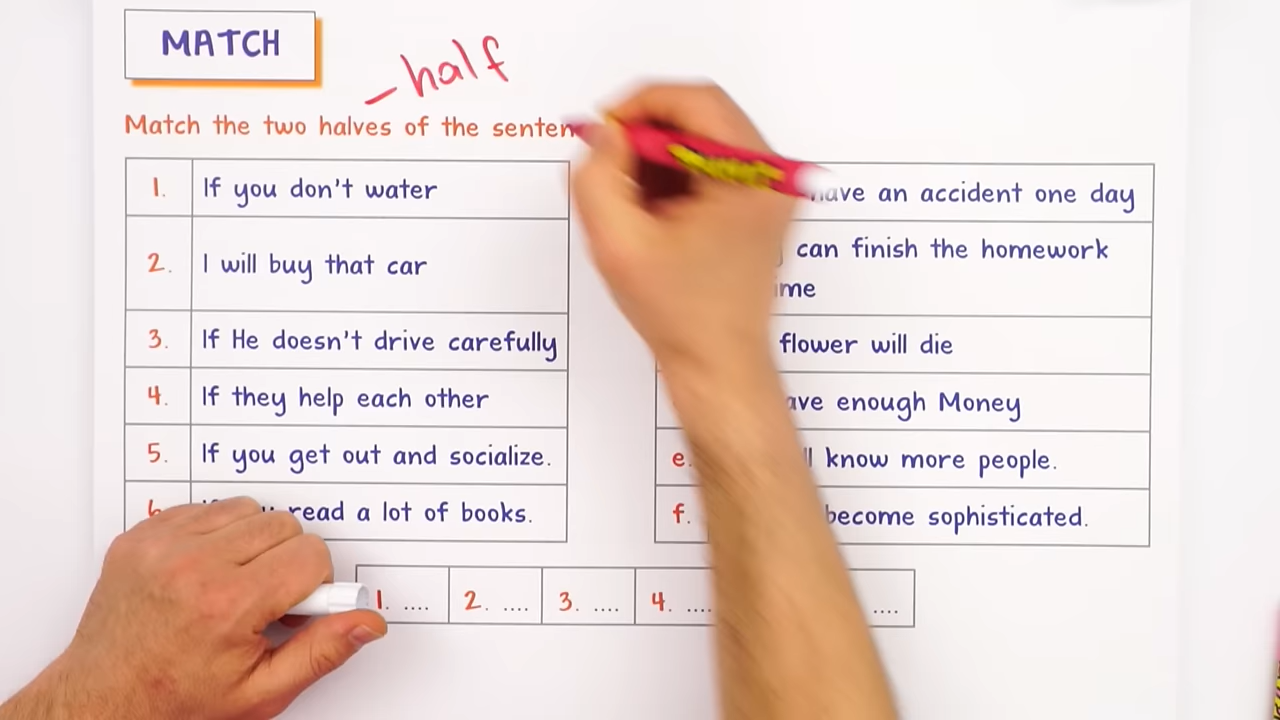 MATCH
– half
Match the two halves of the
1. If you don't water
2. I will buy that car
3. If He doesn't drive carefully
4. If they help each other
5. If you get out and socialize.
read a lot of books.
have an accident one day
can finish the homework
flower will die
enough Money
e. know more people.
f. become sophisticated.
1. .... 2. .... 3. .... 4. .... ....